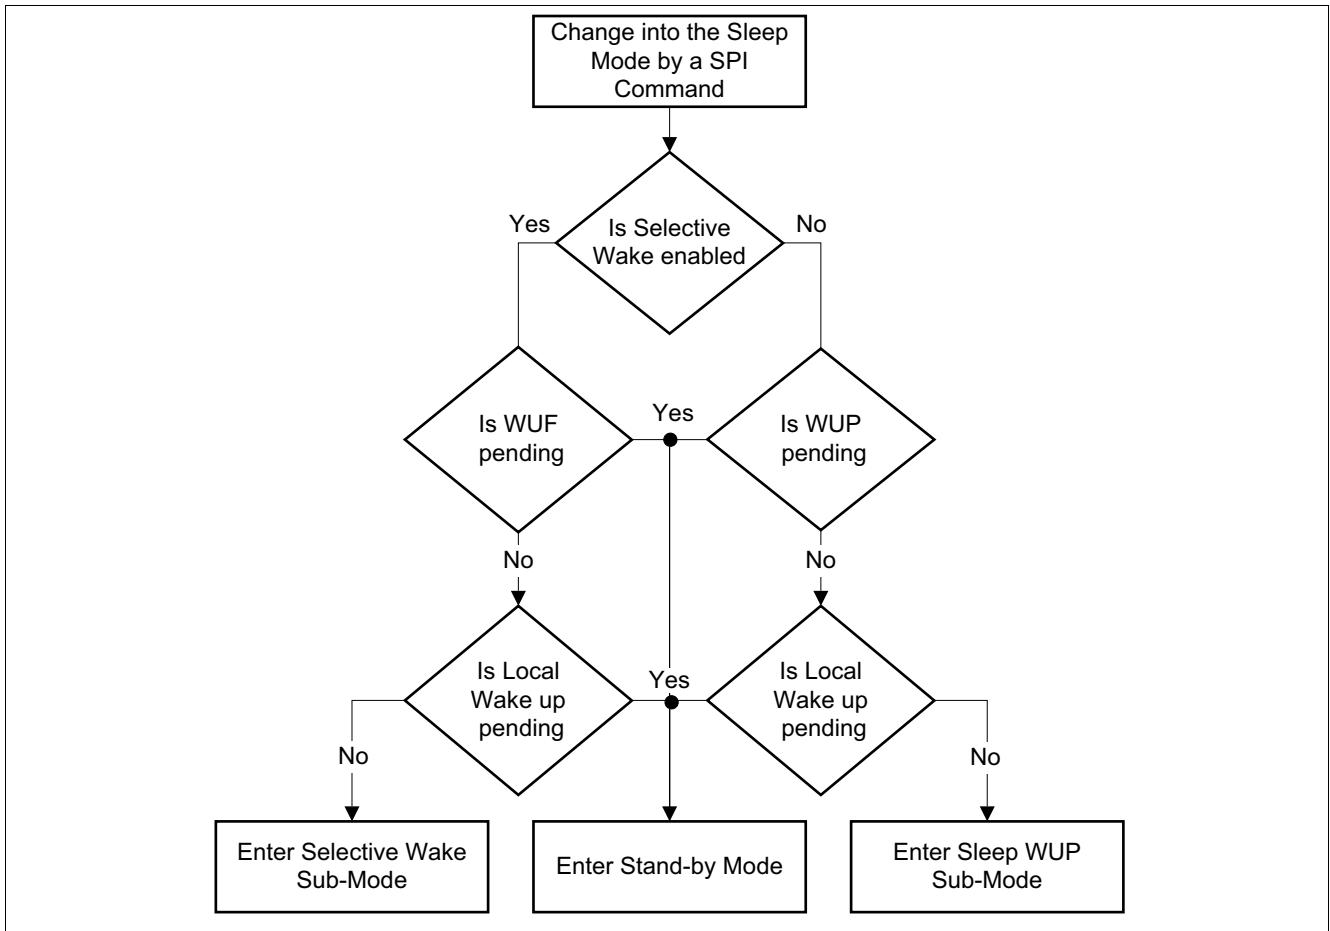 Change into the Sleep
Mode by a SPI
Command
Yes
Is Selective
Wake enabled
No
Is WUF
pending
Yes
Is WUP
pending
No
No
Is Local
Wake up
pending
Yes
Is Local
Wake up
pending
No
No
Enter Selective Wake
Sub-Mode
Enter Stand-by Mode
Enter Sleep WUP
Sub-Mode